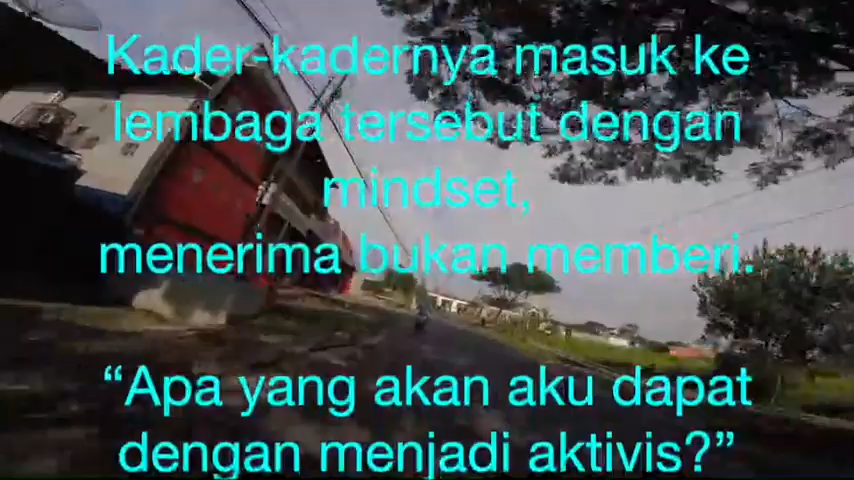 Kader-kadernya masuk ke
lembaga tersebut dengan
mindset,
menerima bukan memberi.
“Apa yang akan aku dapat
dengan menjadi aktivis?”